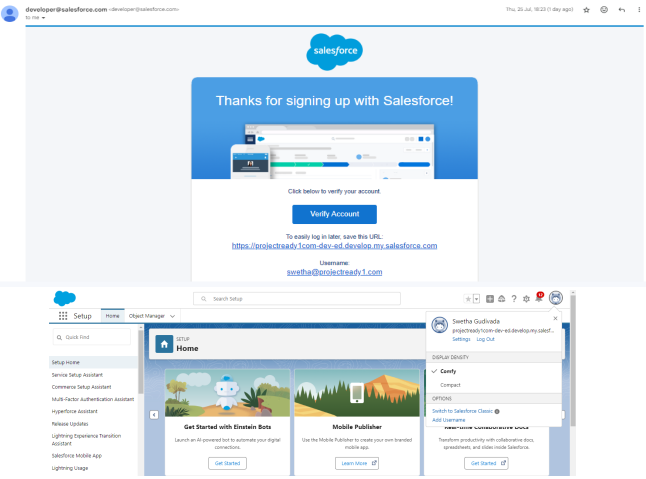 developer@salesforce.com <developer@salesforce.com>
to me
Thu, 25 Jul, 18:23 (1 day ago)
salesforce
Thanks for signing up with Salesforce!
Click below to verify your account
Verify Account
To easily log in later, save this URL:
https://projectready1com-dev-ed.develop.my.salesforce.com
Username:
swetha@projectready1.com
Search Setup
Setup
Home
Object Manager
Quick Find
Setup Home
Service Setup Assistant
Commerce Setup Assistant
Multi-Factor Authentication Assistant
Hyperforce Assistant
Release Updates
Lightning Experience Transition
Assistant
Salesforce Mobile App
Lightning Usage
SETUP
Home
Get Started with Einstein Bots
Launch an AI-powered bot to automate your digital
connections.
Get Started
Mobile Publisher
Use the Mobile Publisher to create your own branded
mobile app.
Learn More
Real-time Collaborative Docs
Transform productivity with collaborative docs,
spreadsheets, and slides inside Salesforce.
Get Started
Swetha Gudivada
projectready1com-dev-ed.develop.my.salesf...
Settings
Log Out
DISPLAY DENSITY
Comfy
Compact
OPTIONS
Switch to Salesforce Classic
Add Username